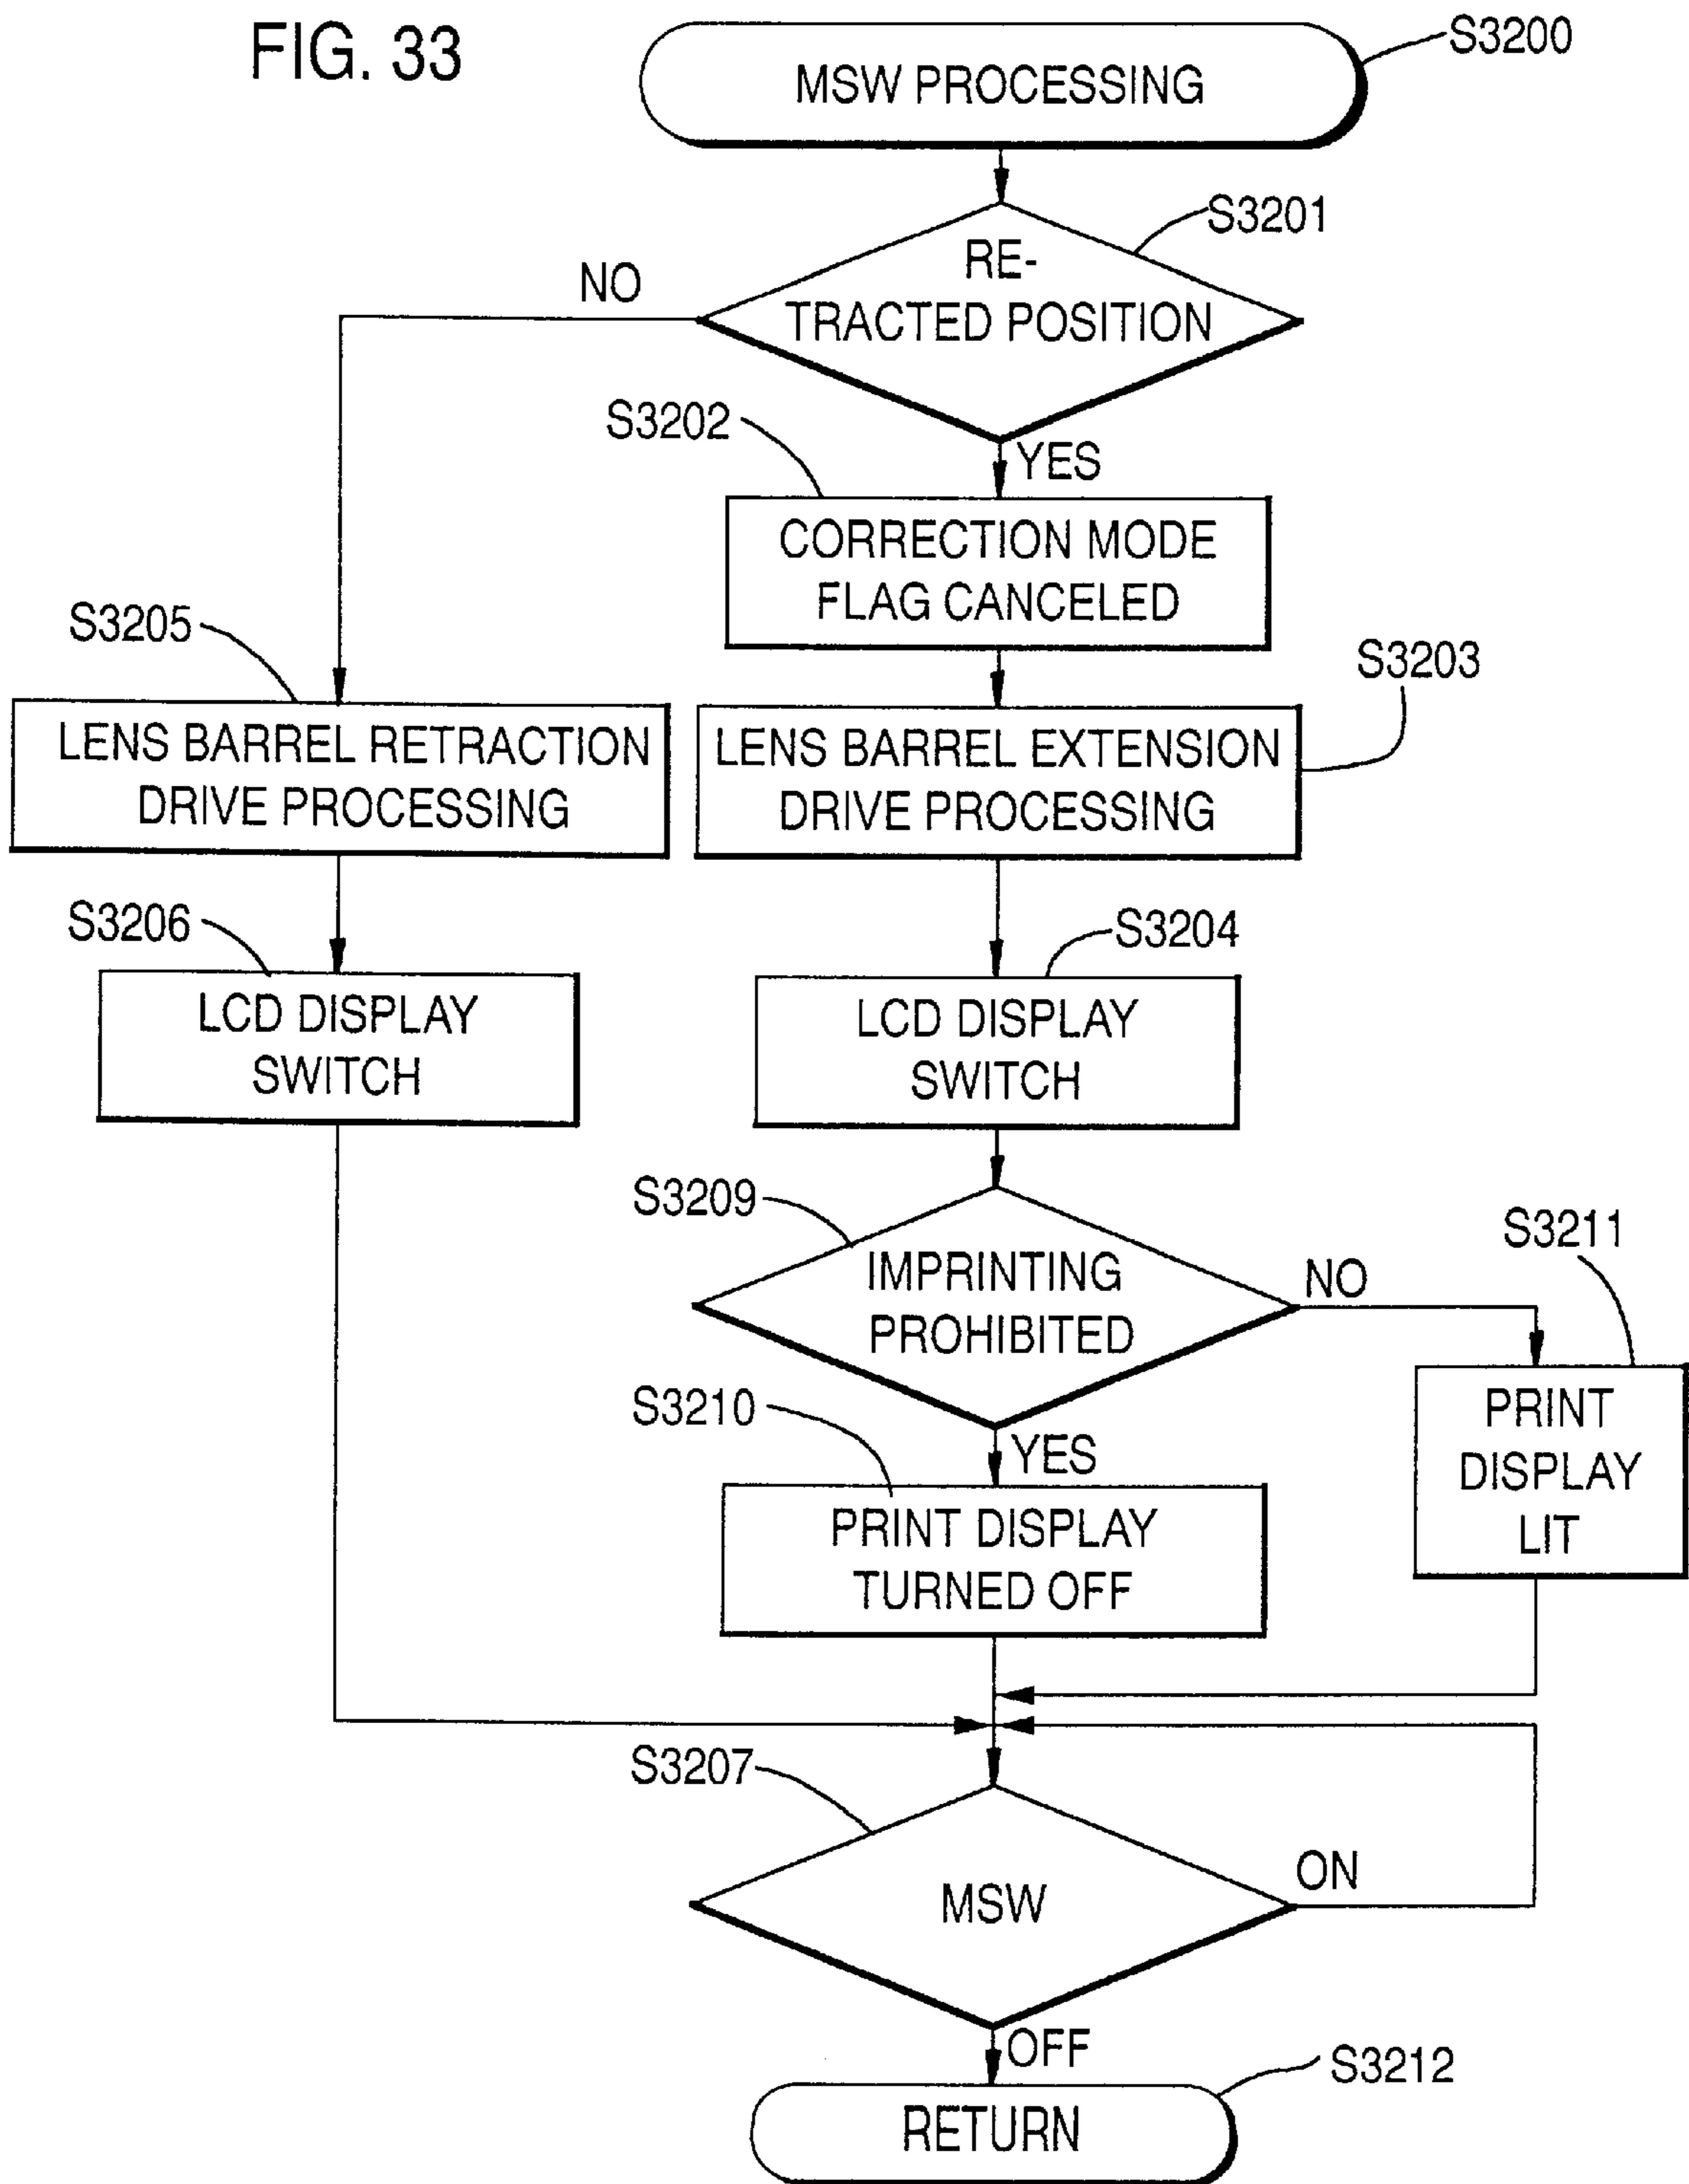 FIG. 33
S3200
MSW PROCESSING
S3201
RE-
TRACTED POSITION
NO
S3202
YES
CORRECTION MODE
FLAG CANCELED
S3205
S3203
LENS BARREL RETRACTION
DRIVE PROCESSING
LENS BARREL EXTENSION
DRIVE PROCESSING
S3206
S3204
LCD DISPLAY
SWITCH
LCD DISPLAY
SWITCH
S3209
S3211
IMPRINTING
PROHIBITED
NO
S3210
YES
PRINT
DISPLAY
LIT
PRINT DISPLAY
TURNED OFF
S3207
MSW
ON
OFF
S3212
RETURN